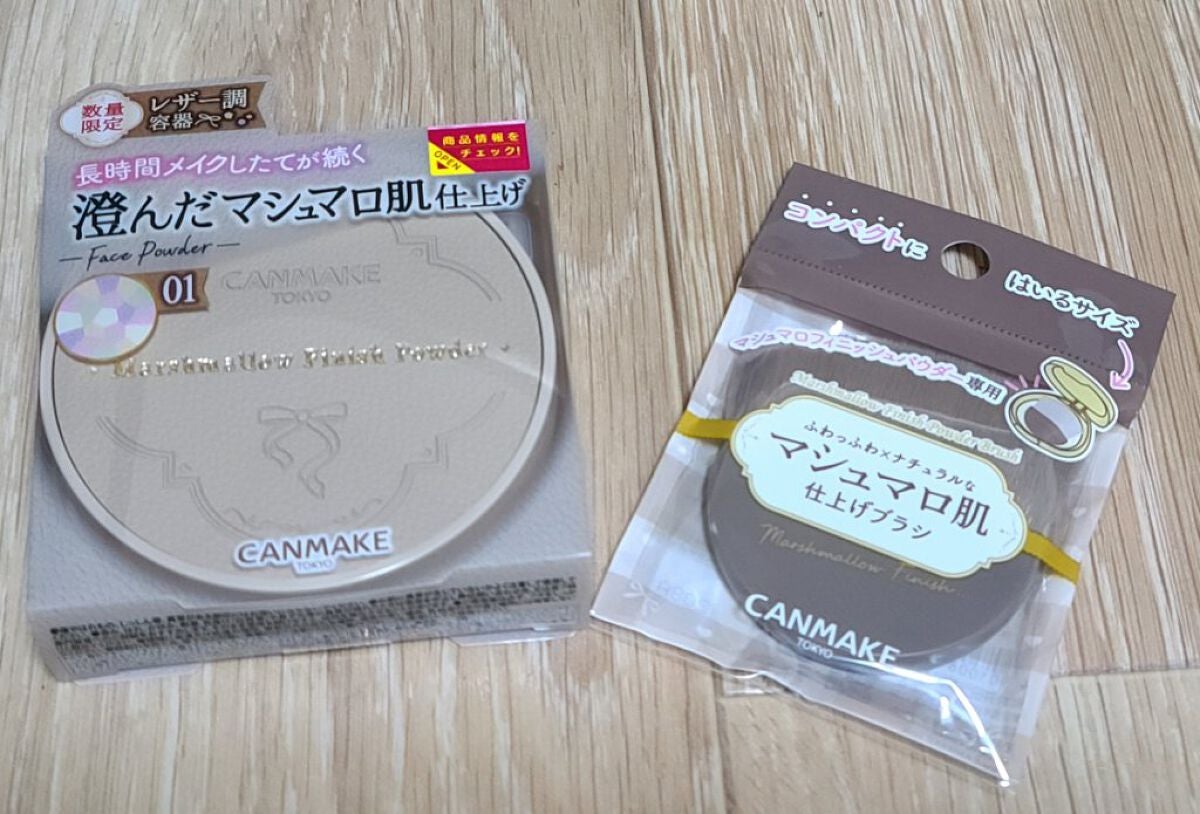 数量
限定
レザー調
容器
商品情報を
チェック!
OPEN
長時間メイクしたてが続く
澄んだマシュマロ肌仕上げ
Face Powder
01
CANMAKE
TOKYO
Marshmallow Finish Powder
CANMAKE
TOKYO
コンパクトに
はいるサイズ
マシュマロフィニッシュパウダー専用
Marshmallow Finish Powder Brush
ふわっふわ×ナチュラルな
マシュマロ肌
仕上げブラシ
Marshmallow Finish
CANMAKE
TOKYO